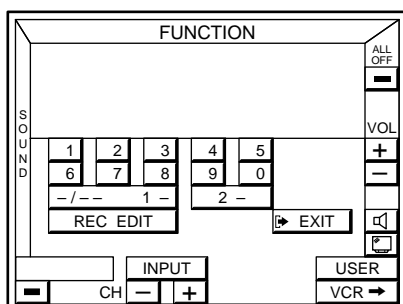 FUNCTION
ALL
OFF
SOUND
VOL
1 2 3 4 5
+
6 7 8 9 0
–
–/–– 1 – 2 –
REC EDIT EXIT
INPUT USER
CH – + VCR ➡